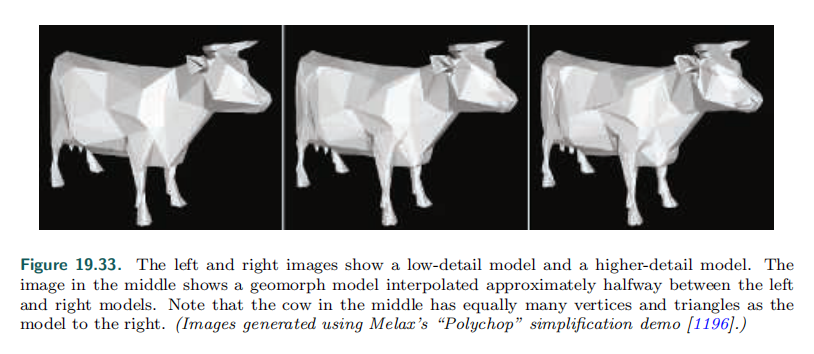 Figure 19.33. The left and right images show a low-detail model and a higher-detail model. The
image in the middle shows a geomorph model interpolated approximately halfway between the left
and right models. Note that the cow in the middle has equally many vertices and triangles as the
model to the right. (Images generated using Melax's “Polychop” simplification demo [1196].)